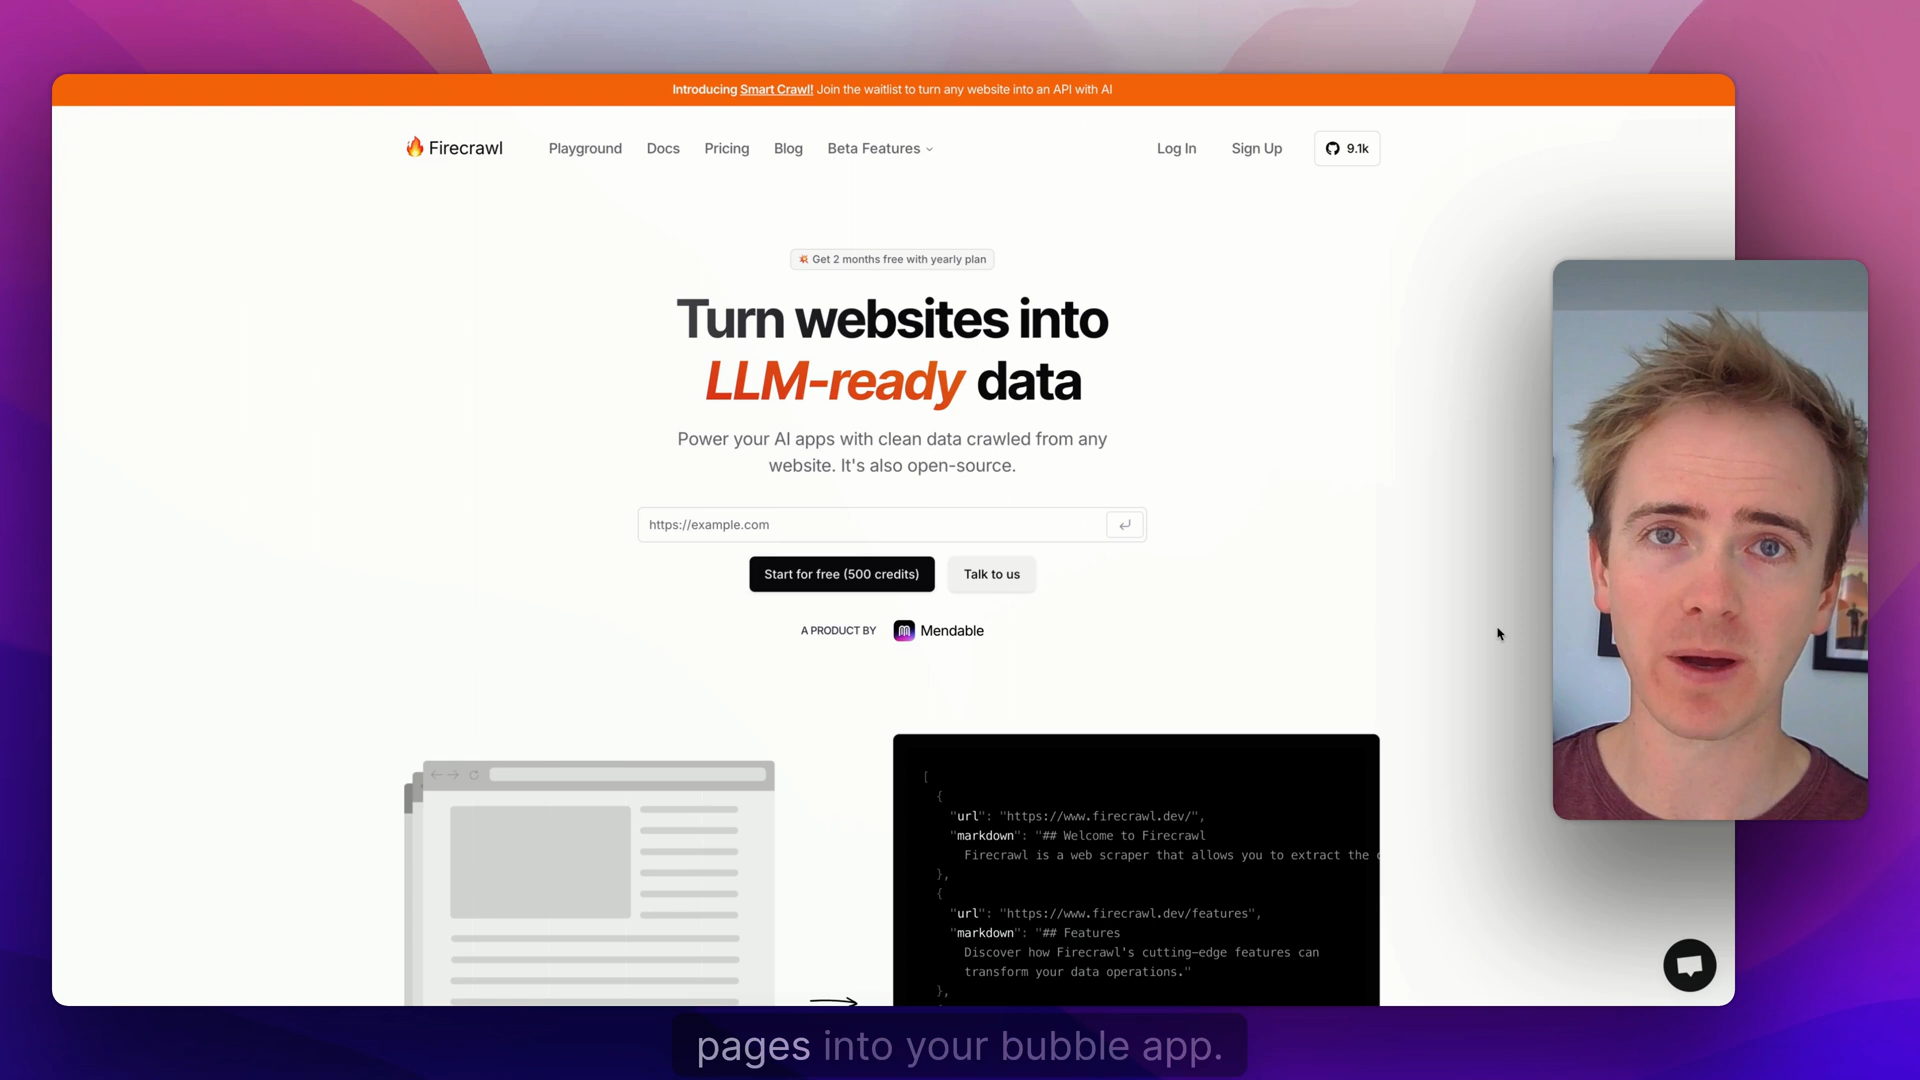 Introducing Smart Crawl! Join the waitlist to turn any website into an API with AI
Firecrawl
Playground
Docs
Pricing
Blog
Beta Features
Log In
Sign Up
9.1k
Get 2 months free with yearly plan
Turn websites into
LLM-ready data
Power your AI apps with clean data crawled from any
website. It's also open-source.
https://example.com
Start for free (500 credits)
Talk to us
A PRODUCT BY
Mendable
[
{
"url": "https://www.firecrawl.dev/",
"markdown": "## Welcome to Firecrawl
Firecrawl is a web scraper that allows you to extract the
},
{
"url": "https://www.firecrawl.dev/features",
"markdown": "## Features
Discover how Firecrawl's cutting-edge features can
transform your data operations."
},
pages into your bubble app.